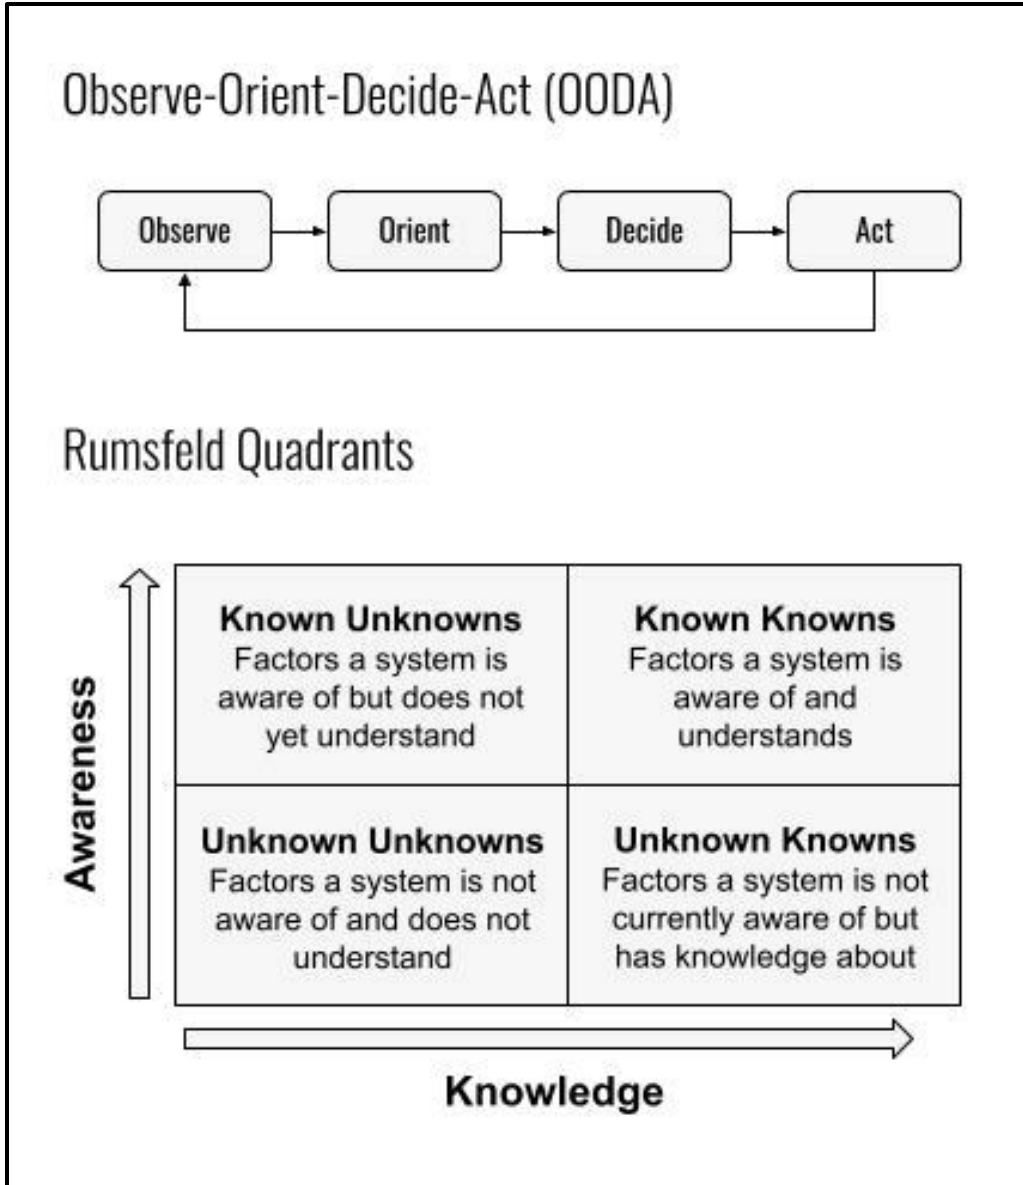 Observe-Orient-Decide-Act (OODA)
Observe
Orient
Decide
Act
Rumsfeld Quadrants
Awareness
Known Unknowns
Factors a system is
aware of but does not
yet understand
Known Knowns
Factors a system is
aware of and
understands
Unknown Unknowns
Factors a system is not
aware of and does not
understand
Unknown Knowns
Factors a system is not
currently aware of but
has knowledge about
Knowledge